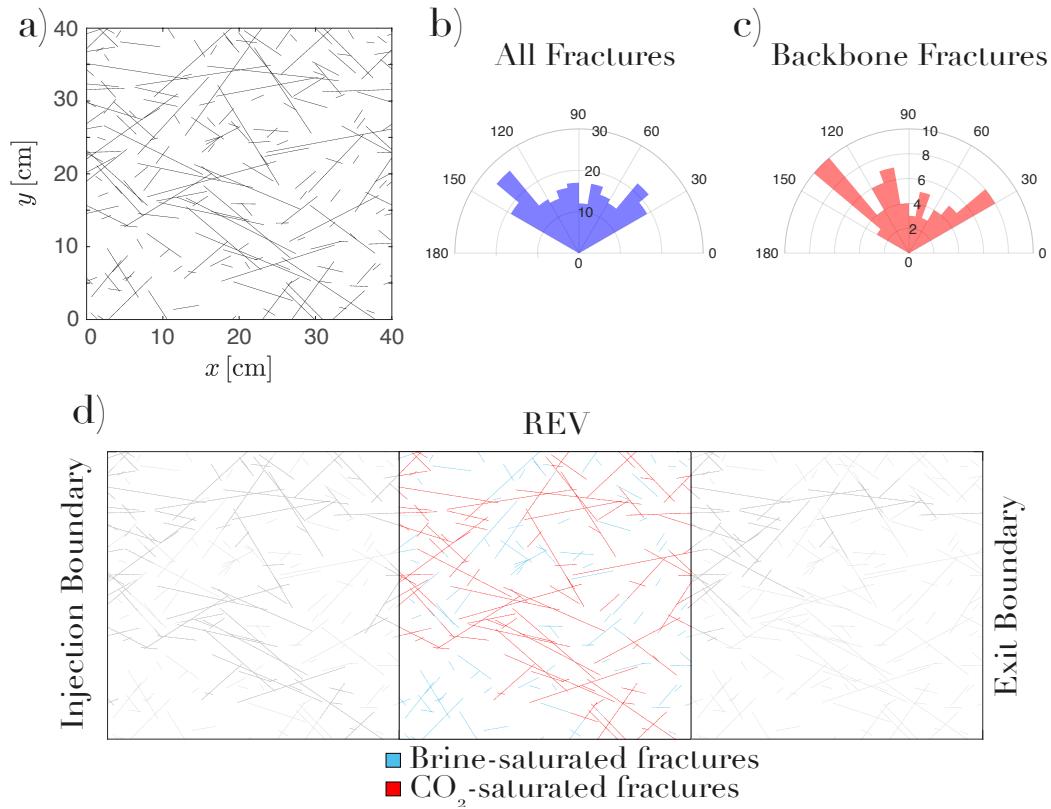 a)
40
30
20
10
0
y [cm]
0 10 20 30 40
x [cm]
b)
All Fractures
90
120 30 60
20
150 30
10
180 0 0
c)
Backbone Fractures
90
120 10 60
8
150 6 30
4
2
180 0 0
d)
REV
Injection Boundary
Exit Boundary
Brine-saturated fractures
CO₂-saturated fractures